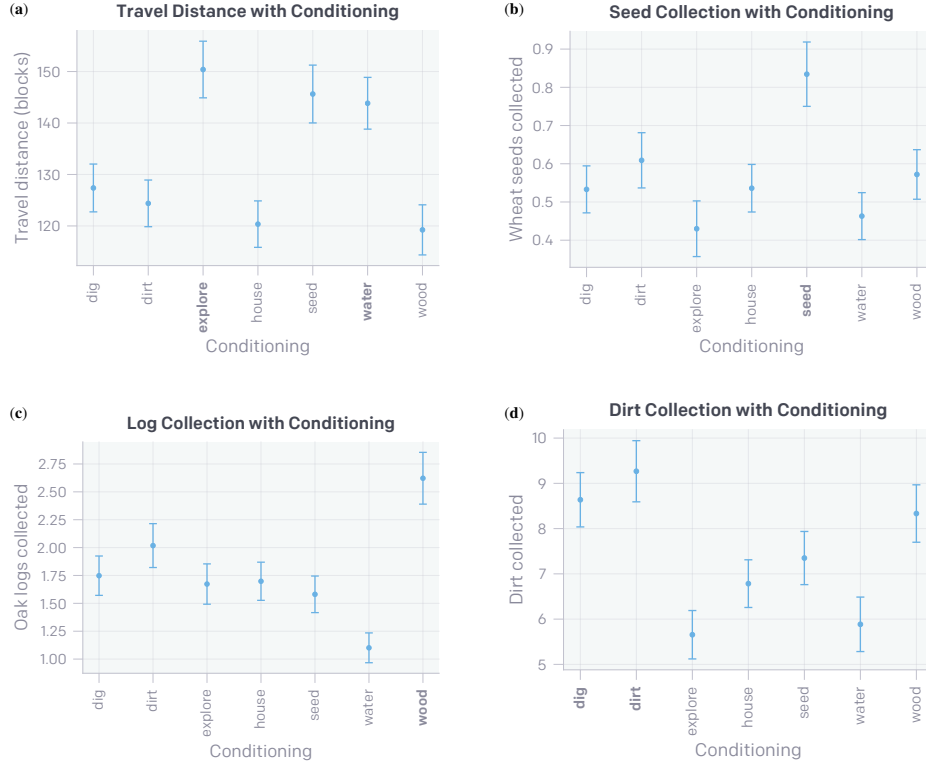 (a)
Travel Distance with Conditioning
Travel distance (blocks)
150
140
130
120
dig
dirt
explore
house
seed
water
wood
Conditioning
(b)
Seed Collection with Conditioning
Wheat seeds collected
0.9
0.8
0.7
0.6
0.5
0.4
dig
dirt
explore
house
seed
water
wood
Conditioning
(c)
Log Collection with Conditioning
Oak logs collected
2.75
2.50
2.25
2.00
1.75
1.50
1.25
1.00
dig
dirt
explore
house
seed
water
wood
Conditioning
(d)
Dirt Collection with Conditioning
Dirt collected
10
9
8
7
6
5
dig
dirt
explore
house
seed
water
wood
Conditioning